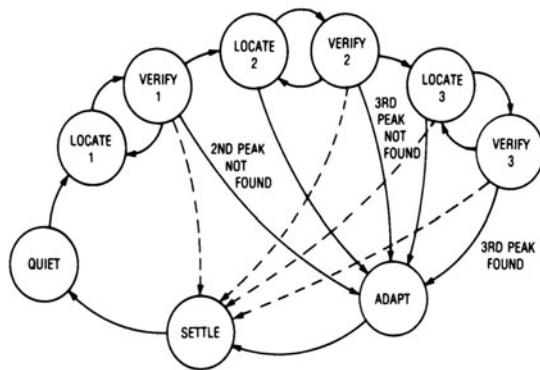 LOCATE
2
VERIFY
2
VERIFY
1
LOCATE
3
LOCATE
1
3RD
PEAK
NOT
FOUND
VERIFY
3
2ND PEAK
NOT
FOUND
QUIET
3RD PEAK
FOUND
ADAPT
SETTLE